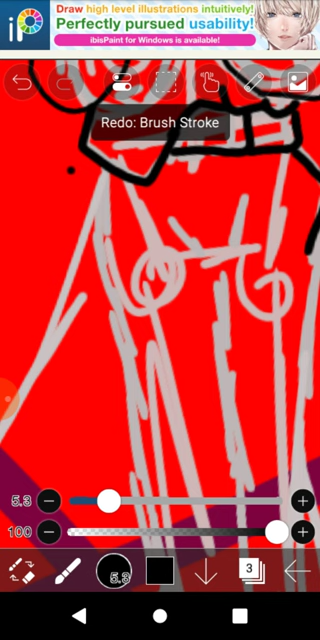 iP
Draw high level illustrations intuitively!
Perfectly pursued usability!
ibisPaint for Windows is available!
Redo: Brush Stroke
5.3
100
5.3
3